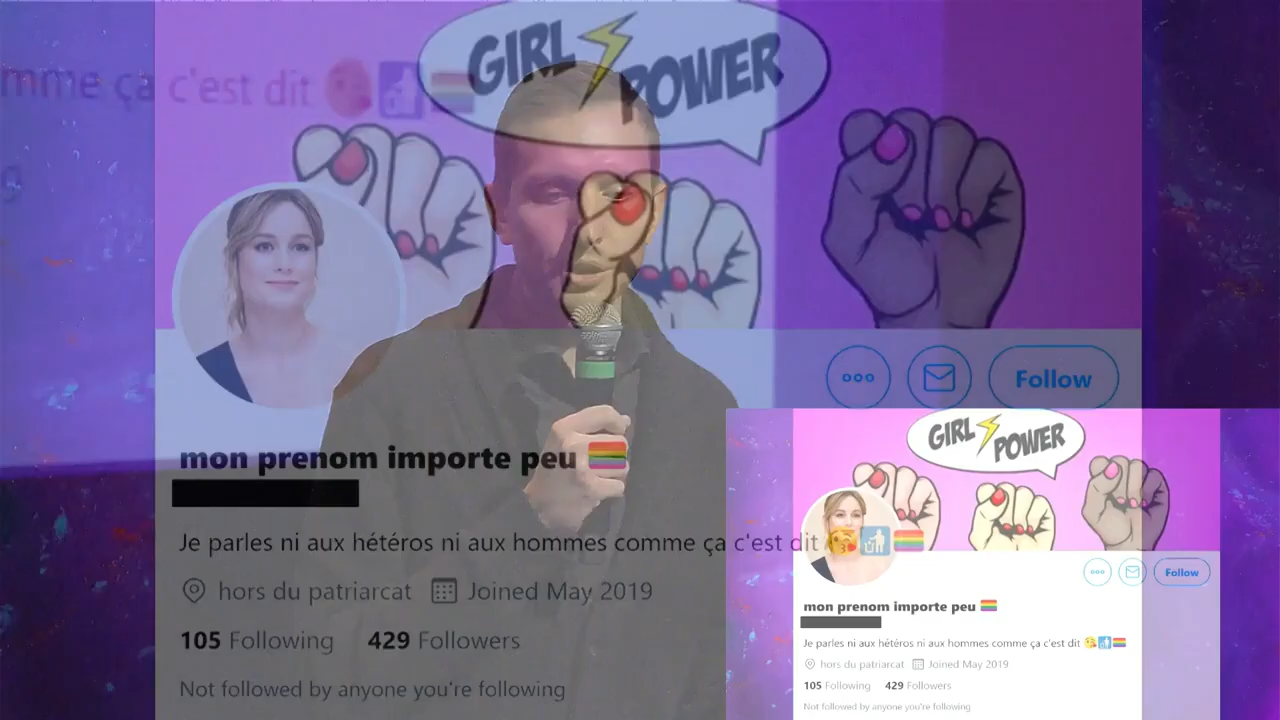 mme ça c'est dit
GIRL
POWER
Follow
mon prenom importe peu
Je parles ni aux hétéros ni aux hommes comme ça c'est dit
hors du patriarcat Joined May 2019
105 Following 429 Followers
Not followed by anyone you're following
GIRL
POWER
Follow
mon prenom importe peu
Je parles ni aux hétéros ni aux hommes comme ça c'est dit
hors du patriarcat Joined May 2019
105 Following 429 Followers
Not followed by anyone you're following